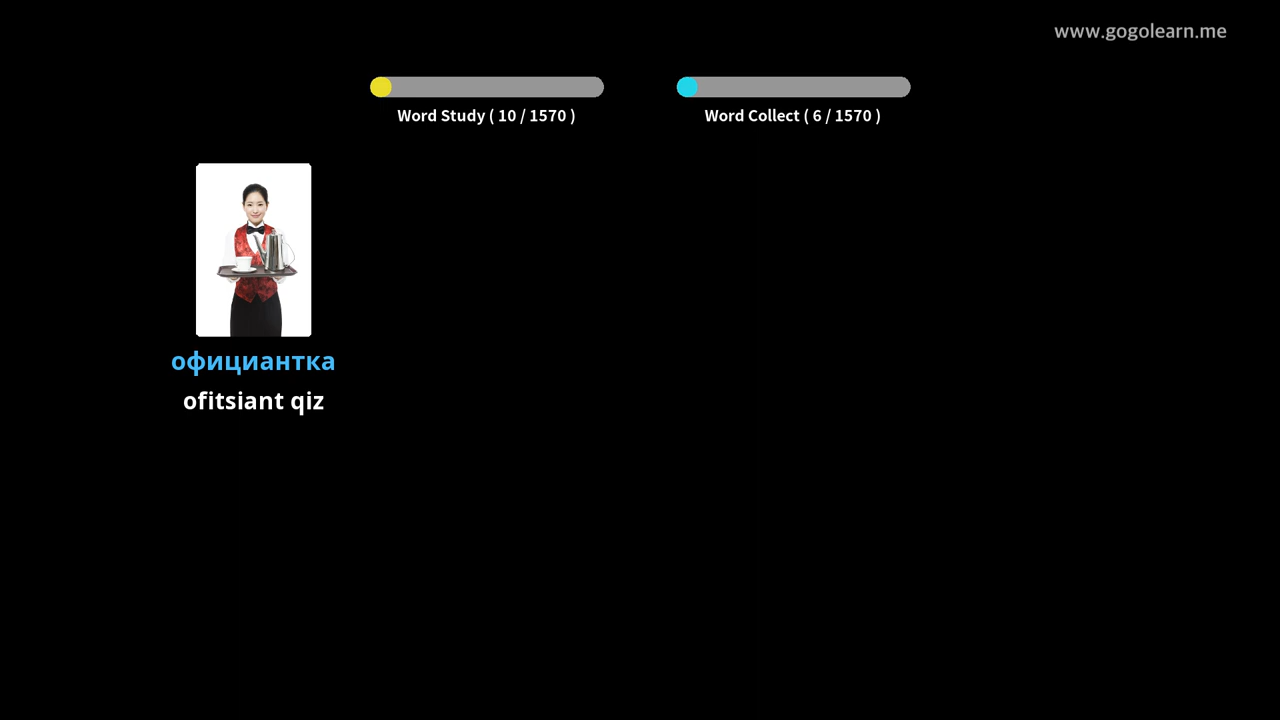 www.gogolearn.me
Word Study ( 10 / 1570 )
Word Collect ( 6 / 1570 )
официантка
ofitsiant qiz